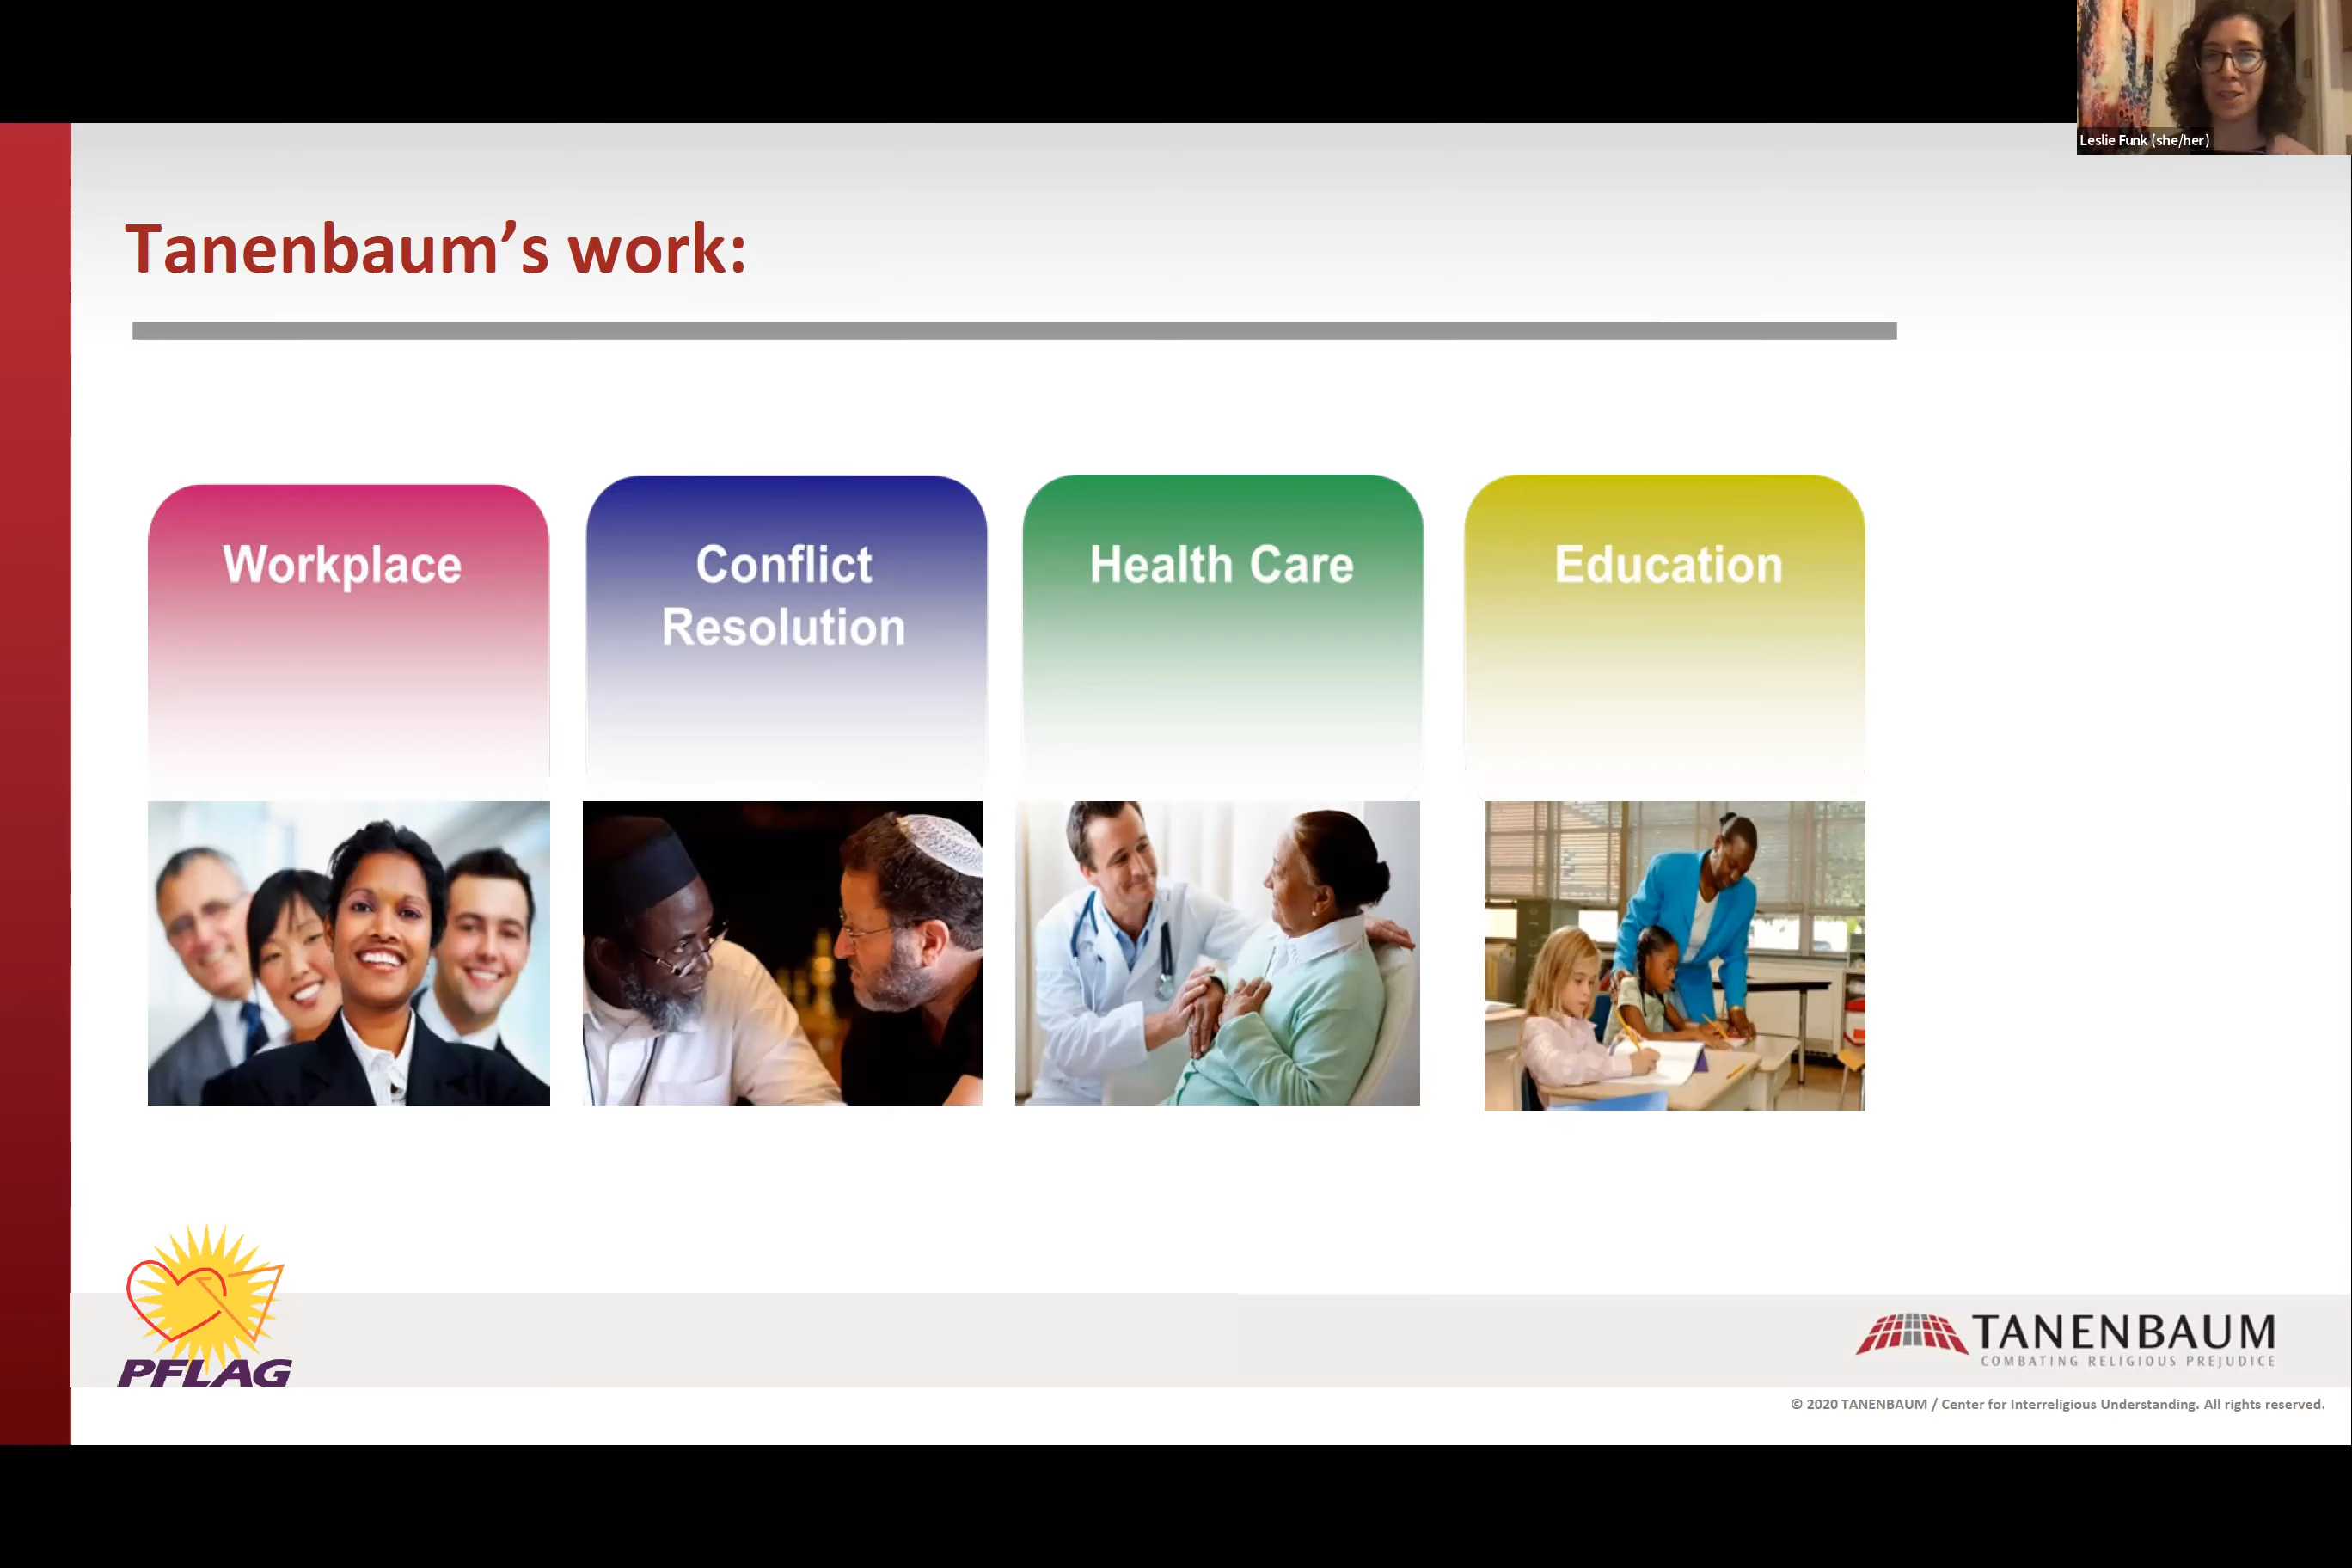 Leslie Funk (she/her)
Tanenbaum’s work:
Workplace
Conflict
Resolution
Health Care
Education
PFLAG
TANENBAUM
COMBATING RELIGIOUS PREJUDICE
© 2020 TANENBAUM / Center for Interreligious Understanding. All rights reserved.